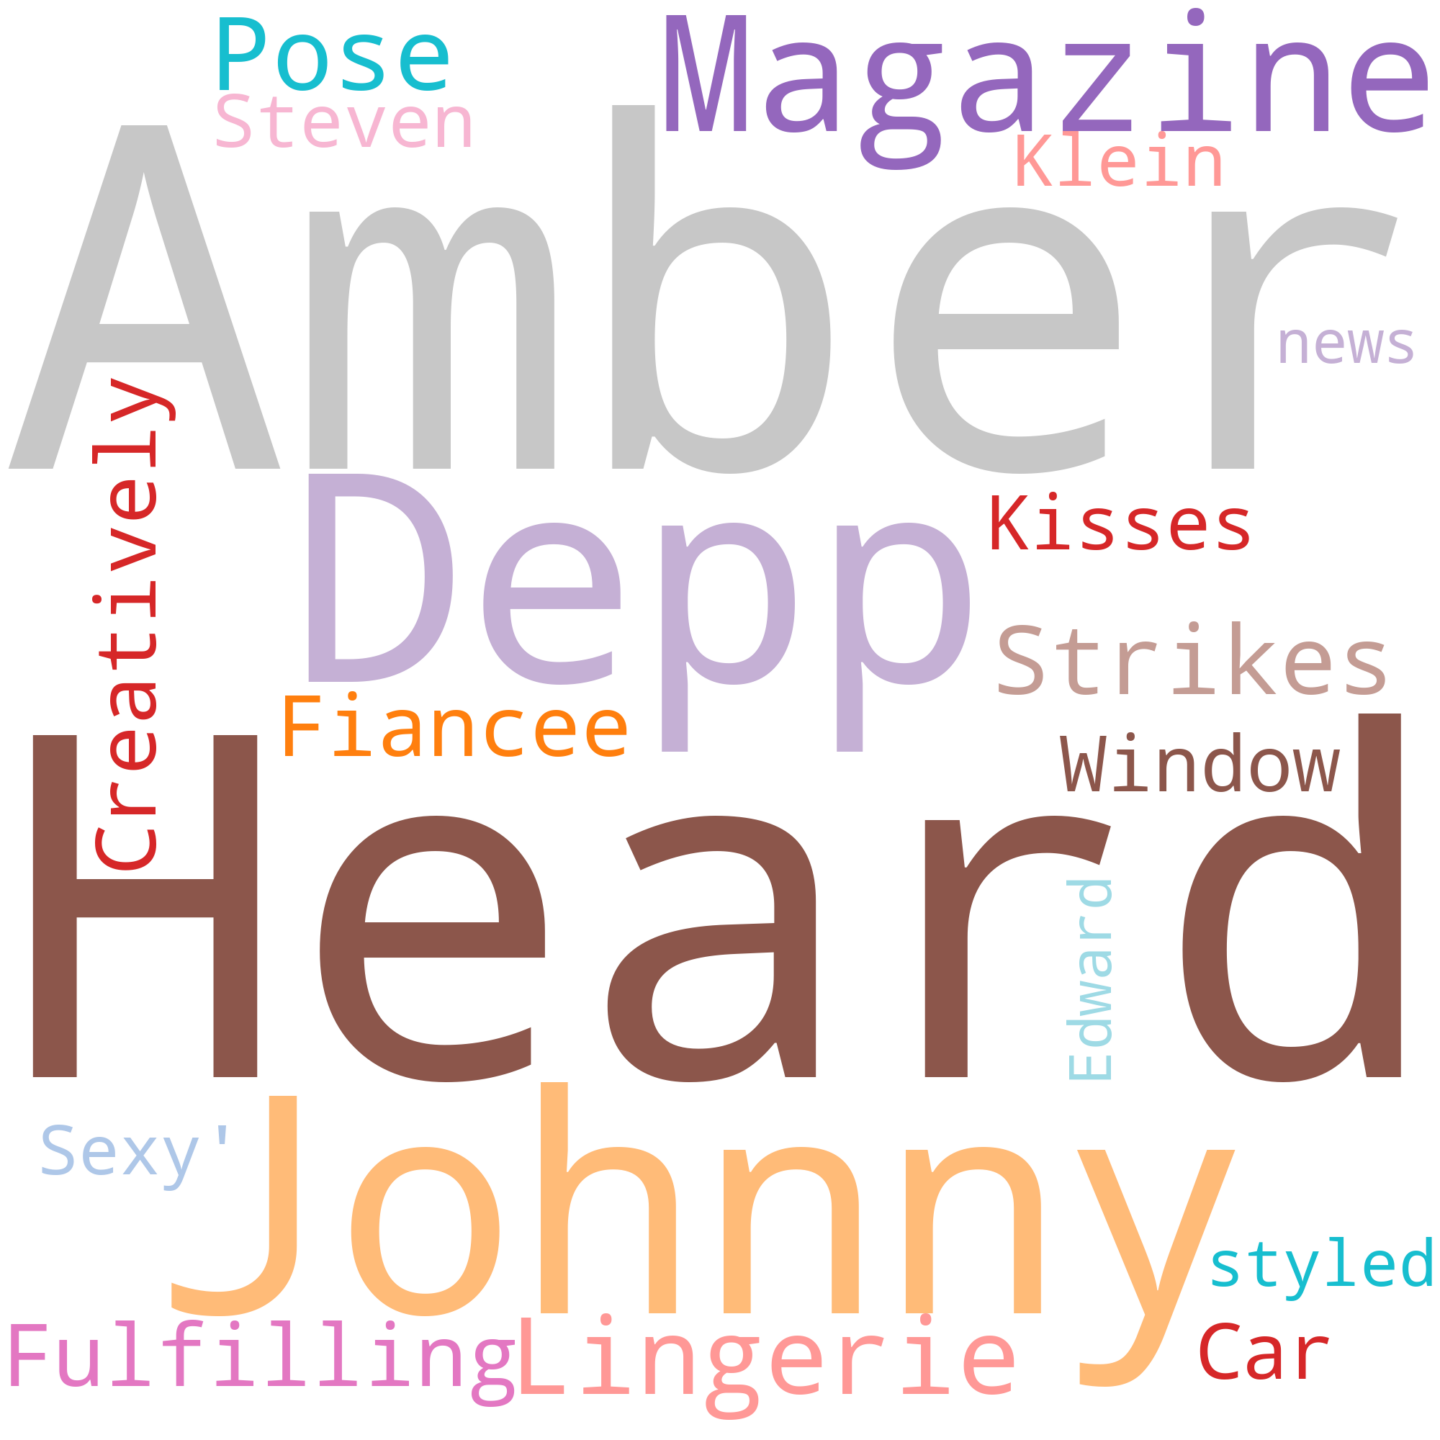 Pose
Magazine
Steven
Klein
Amber
news
Creatively
Depp
Kisses
Strikes
Fiancee
Window
Heard
Edward
Johnny
Sexy'
styled
Fulfilling
Lingerie
Car